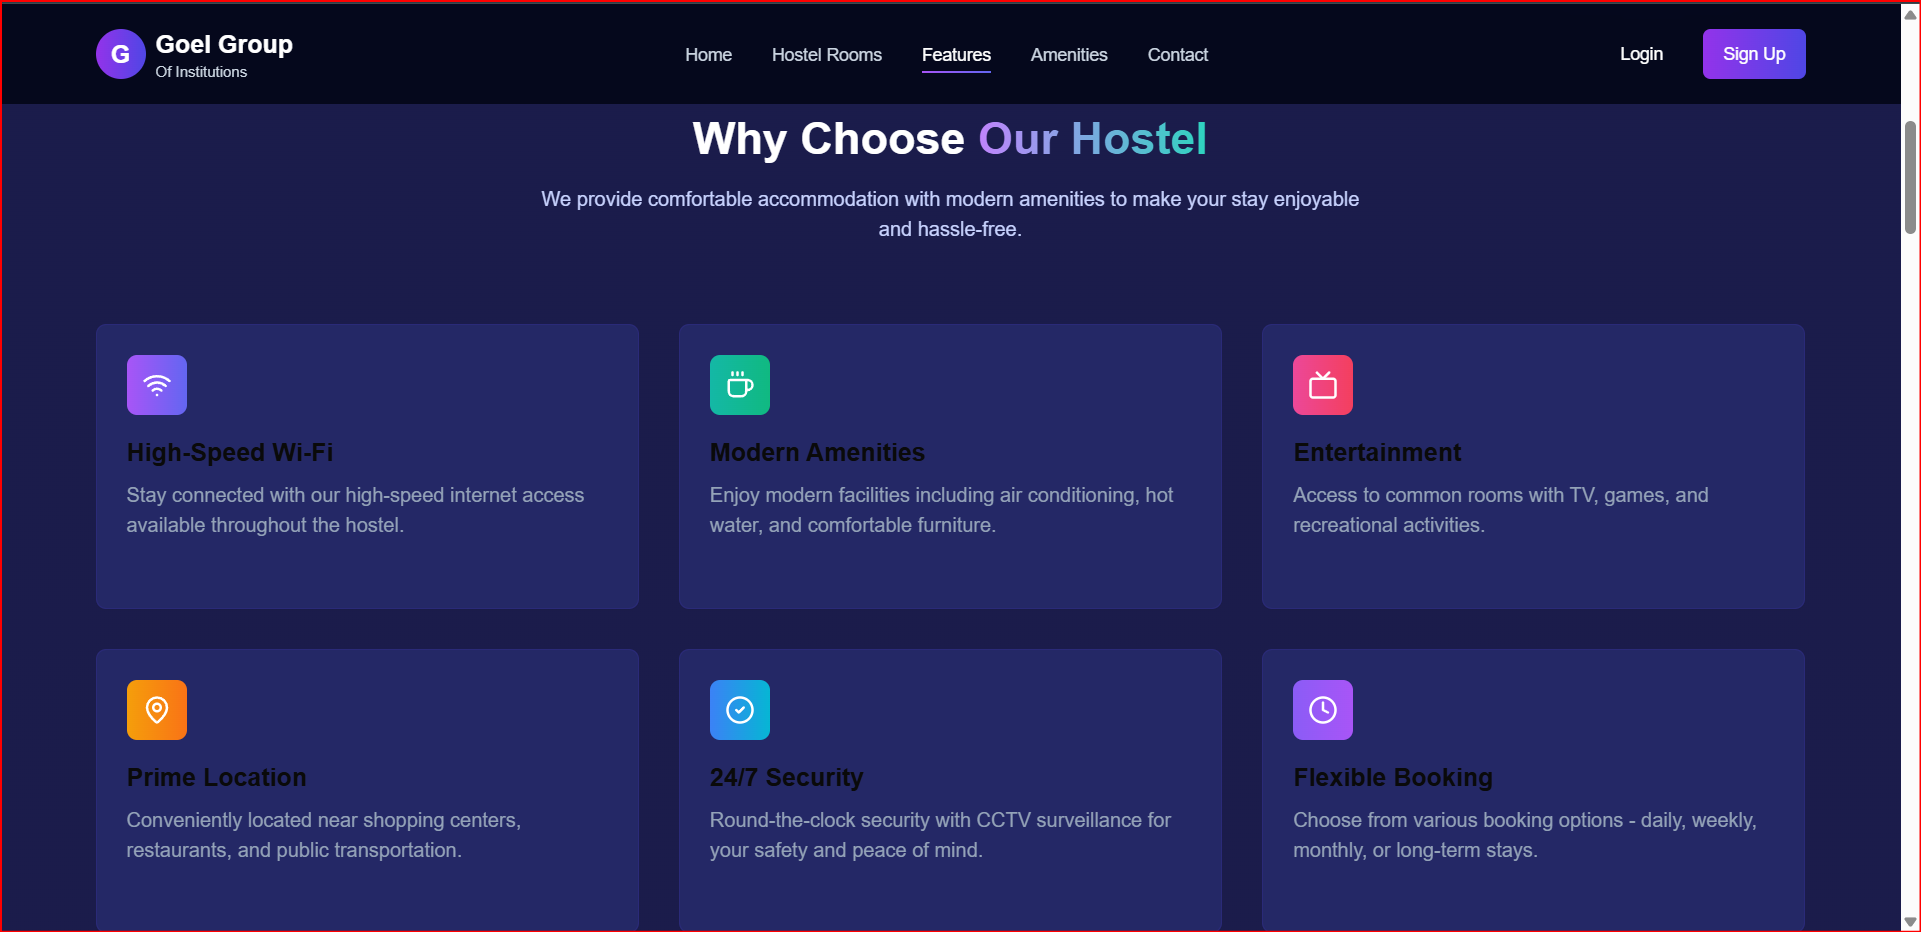 G
Goel Group
Of Institutions
Home
Hostel Rooms
Features
Amenities
Contact
Login
Sign Up
Why Choose Our Hostel
We provide comfortable accommodation with modern amenities to make your stay enjoyable
and hassle-free.
High-Speed Wi-Fi
Stay connected with our high-speed internet access
available throughout the hostel.
Modern Amenities
Enjoy modern facilities including air conditioning, hot
water, and comfortable furniture.
Entertainment
Access to common rooms with TV, games, and
recreational activities.
Prime Location
Conveniently located near shopping centers,
restaurants, and public transportation.
24/7 Security
Round-the-clock security with CCTV surveillance for
your safety and peace of mind.
Flexible Booking
Choose from various booking options - daily, weekly,
monthly, or long-term stays.